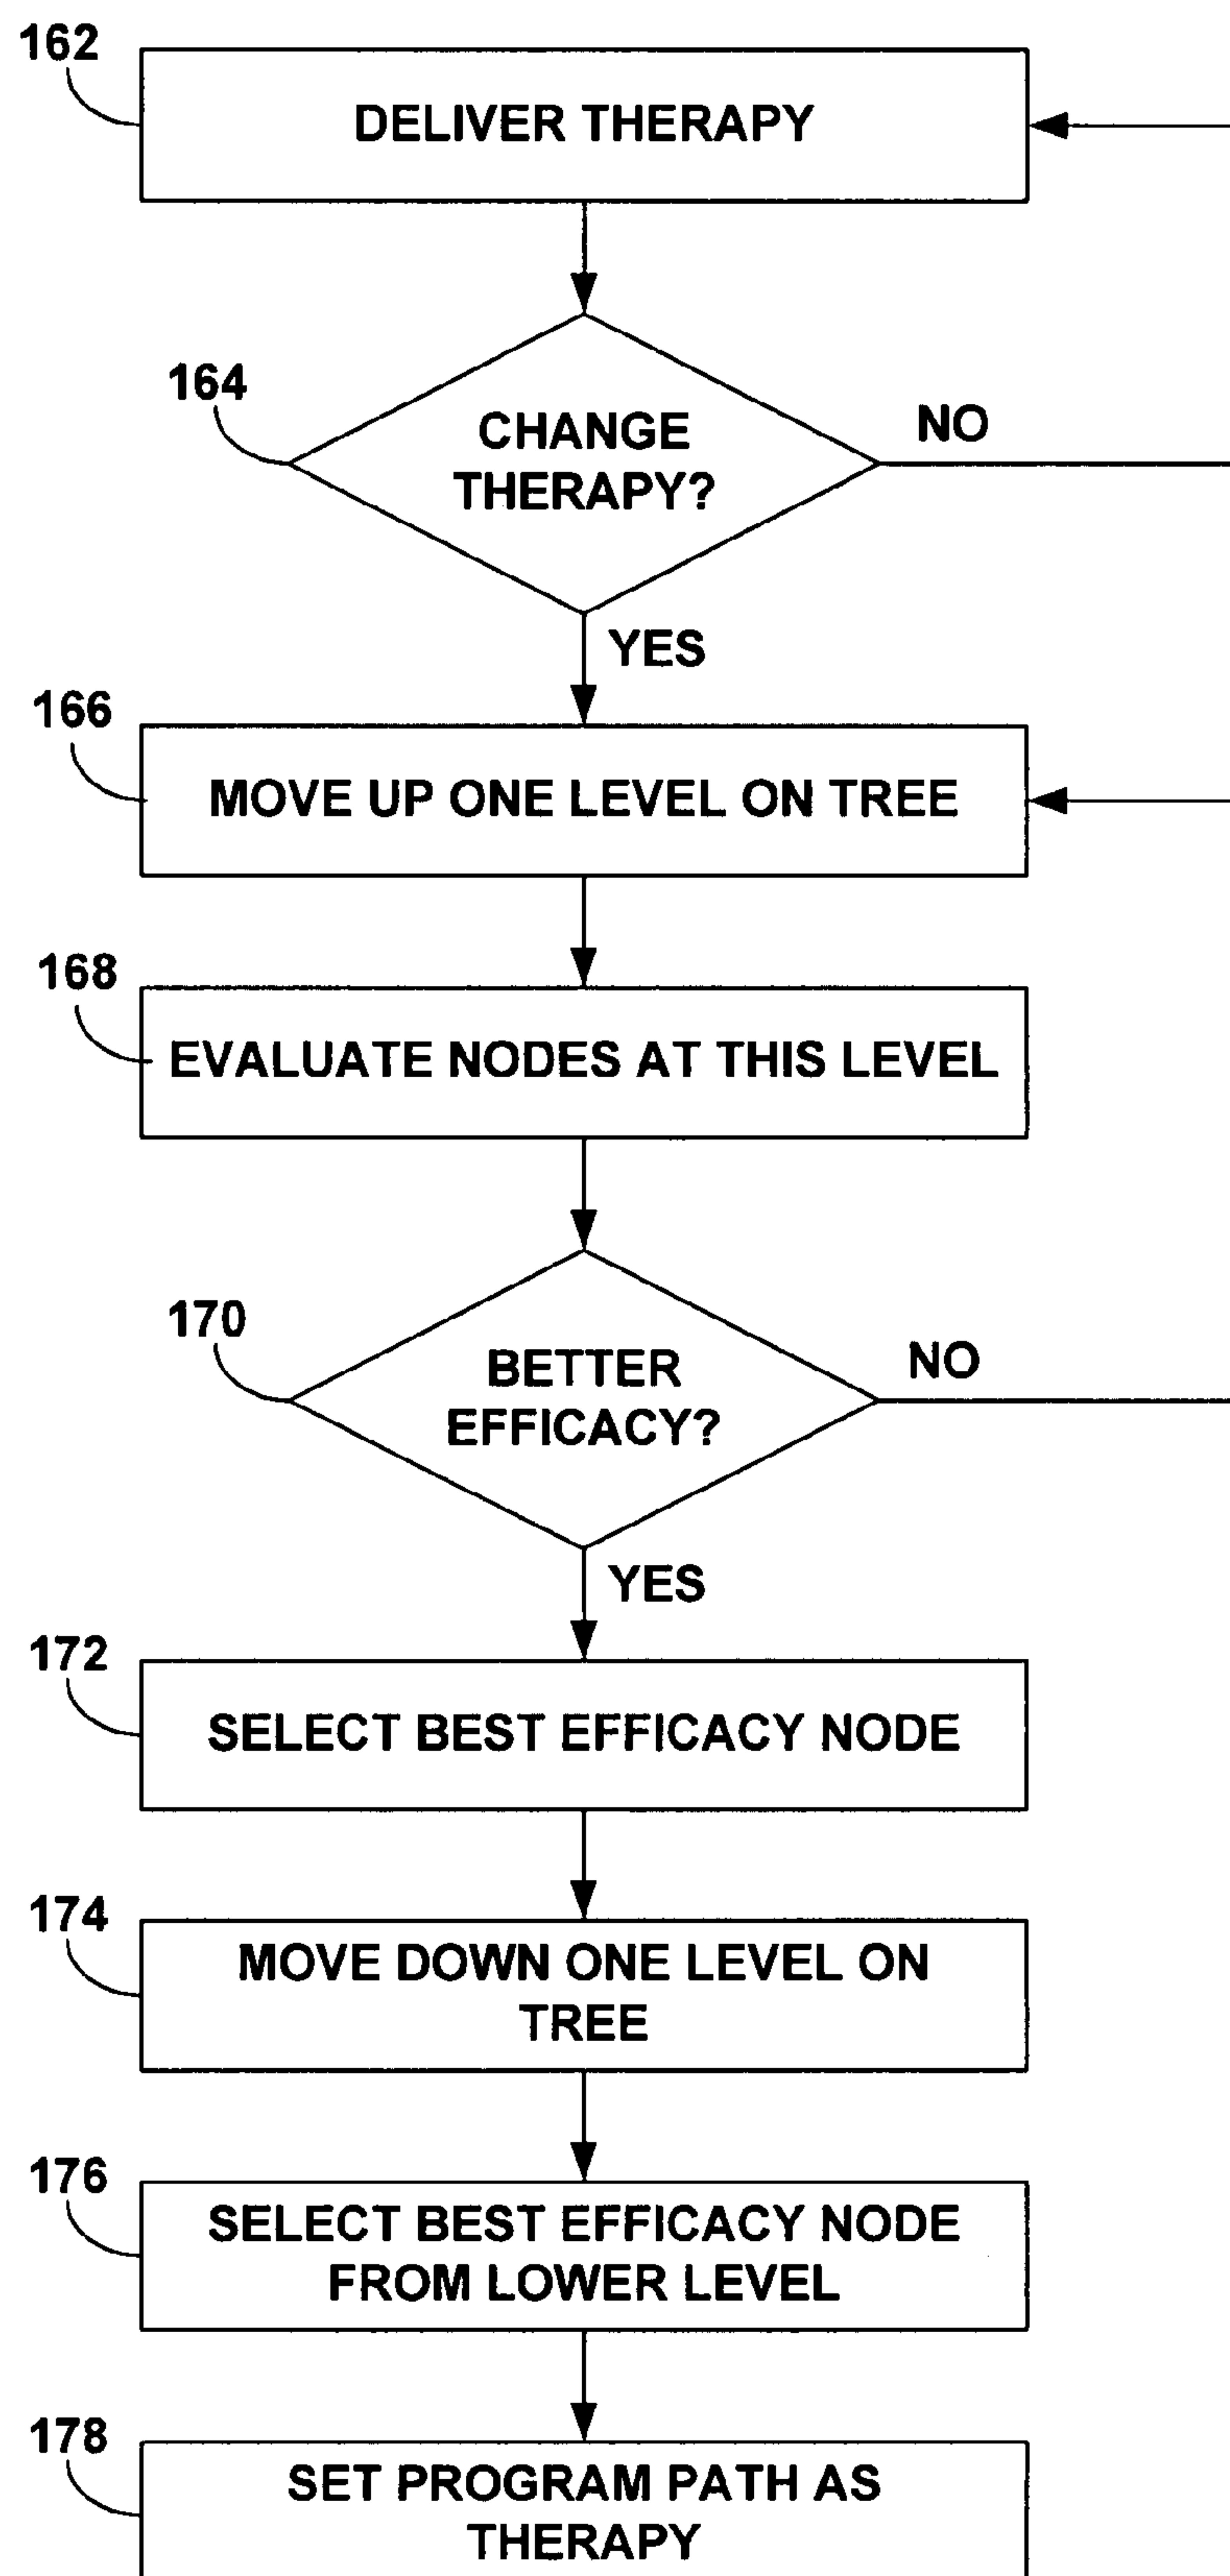 162
DELIVER THERAPY
164
CHANGE
THERAPY?
NO
YES
166
MOVE UP ONE LEVEL ON TREE
168
EVALUATE NODES AT THIS LEVEL
170
BETTER
EFFICACY?
NO
YES
172
SELECT BEST EFFICACY NODE
174
MOVE DOWN ONE LEVEL ON
TREE
176
SELECT BEST EFFICACY NODE
FROM LOWER LEVEL
178
SET PROGRAM PATH AS
THERAPY